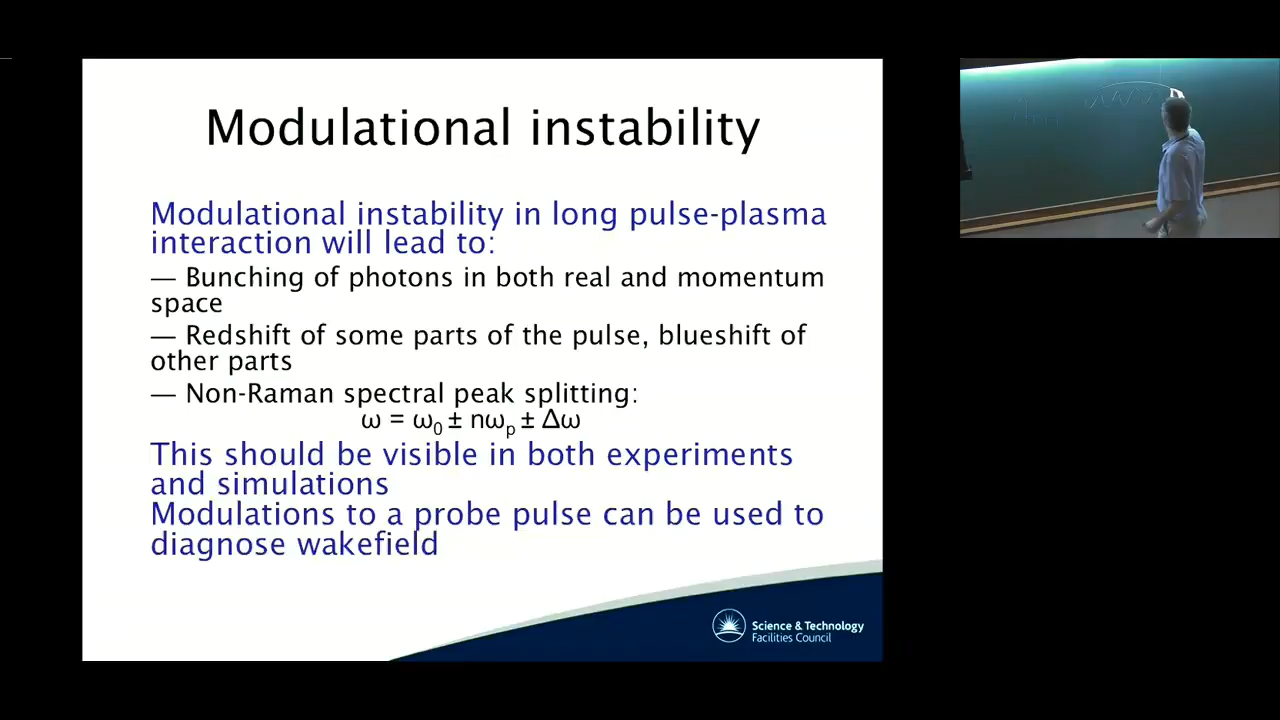 Modulational instability
Modulational instability in long pulse-plasma
interaction will lead to:
— Bunching of photons in both real and momentum
space
— Redshift of some parts of the pulse, blueshift of
other parts
— Non-Raman spectral peak splitting:
ω = ω₀ ± nωₚ ± Δω
This should be visible in both experiments
and simulations
Modulations to a probe pulse can be used to
diagnose wakefield
Science & Technology
Facilities Council